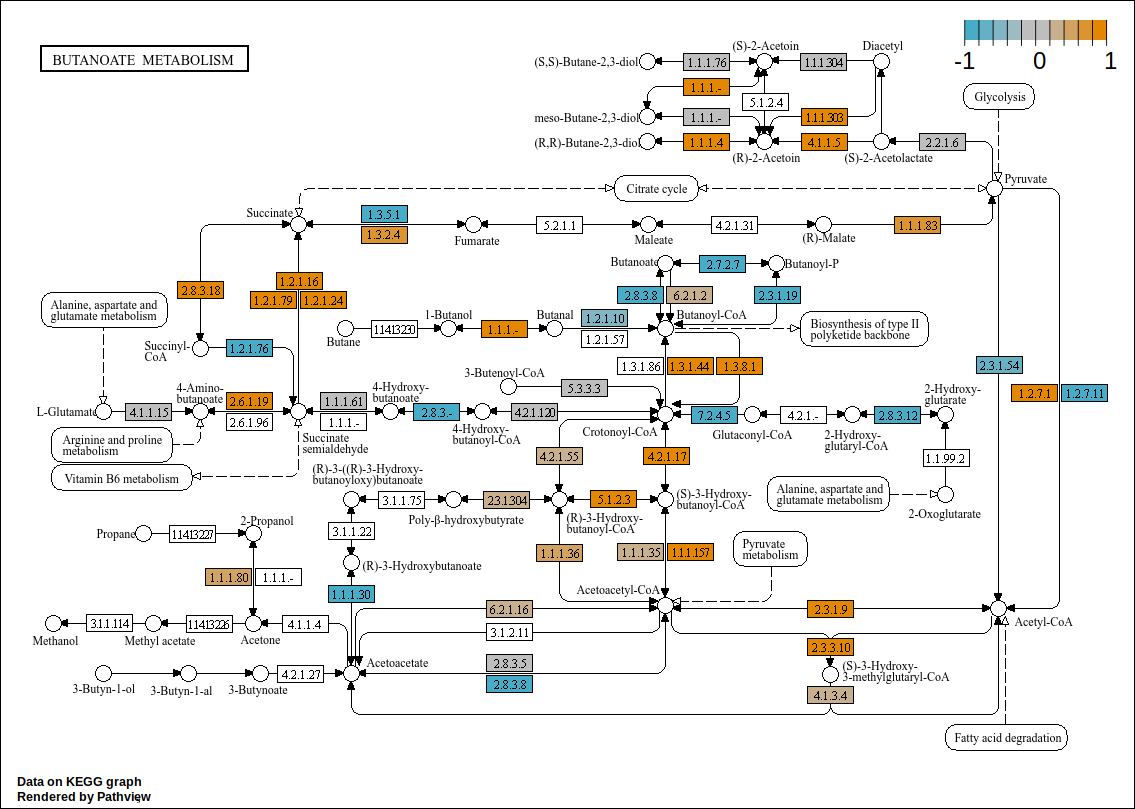 BUTANOATE METABOLISM
-1 0 1
(S,S)-Butane-2,3-diol
1.1.1.76
(S)-2-Acetoin
1.1.1.304
Diacetyl
1.1.1.-
5.1.2.4
Glycolysis
meso-Butane-2,3-diol
1.1.1.-
1.1.1.303
(R,R)-Butane-2,3-diol
1.1.1.4
4.1.1.5
2.2.1.6
(R)-2-Acetoin
(S)-2-Acetolactate
Pyruvate
Citrate cycle
Succinate
1.3.5.1
1.3.2.4
Fumarate
5.2.1.1
Maleate
4.2.1.31
(R)-Malate
1.1.1.83
Butanoate
2.7.2.7
Butanoyl-P
2.8.3.18
1.2.1.16
1.2.1.79
1.2.1.24
2.8.3.8
6.2.1.2
2.3.1.19
Alanine, aspartate and
glutamate metabolism
Butane
11413230
1-Butanol
1.1.1.-
Butanal
1.2.1.10
1.2.1.57
Butanoyl-CoA
Biosynthesis of type II
polyketide backbone
Succinyl-
CoA
1.2.1.76
1.3.1.86
1.3.1.44
1.3.8.1
2.3.1.54
1.2.7.1
1.2.7.11
3-Butenoyl-CoA
5.3.3.3
L-Glutamate
4.1.1.15
4-Amino-
butanoate
2.6.1.19
2.6.1.96
1.1.1.61
1.1.1.-
4-Hydroxy-
butanoate
2.8.3.-
4.2.1.120
7.2.4.5
4.2.1.-
2.8.3.12
2-Hydroxy-
glutarate
4-Hydroxy-
butanoyl-CoA
Crotonoyl-CoA
Glutaconyl-CoA
2-Hydroxy-
glutaryl-CoA
Arginine and proline
metabolism
Succinate
semialdehyde
Vitamin B6 metabolism
4.2.1.55
4.2.1.17
1.1.99.2
(R)-3-((R)-3-Hydroxy-
butanoyloxy)butanoate
3.1.1.75
2.3.1.304
5.1.2.3
(S)-3-Hydroxy-
butanoyl-CoA
Alanine, aspartate and
glutamate metabolism
Poly-β-hydroxybutyrate
(R)-3-Hydroxy-
butanoyl-CoA
2-Oxoglutarate
Propane
11413227
2-Propanol
3.1.1.22
1.1.1.36
1.1.1.35
1.1.1.157
Pyruvate
metabolism
(R)-3-Hydroxybutanoate
1.1.1.80
1.1.1.-
1.1.1.30
Acetoacetyl-CoA
6.2.1.16
2.3.1.9
Methanol
3.1.1.114
Methyl acetate
11413226
Acetone
4.1.1.4
3.1.2.11
Acetyl-CoA
2.3.3.10
3-Butyn-1-ol
3-Butyn-1-al
3-Butynoate
4.2.1.27
Acetoacetate
2.8.3.5
2.8.3.8
(S)-3-Hydroxy-
3-methylglutaryl-CoA
4.1.3.4
Fatty acid degradation
Data on KEGG graph
Rendered by Pathview